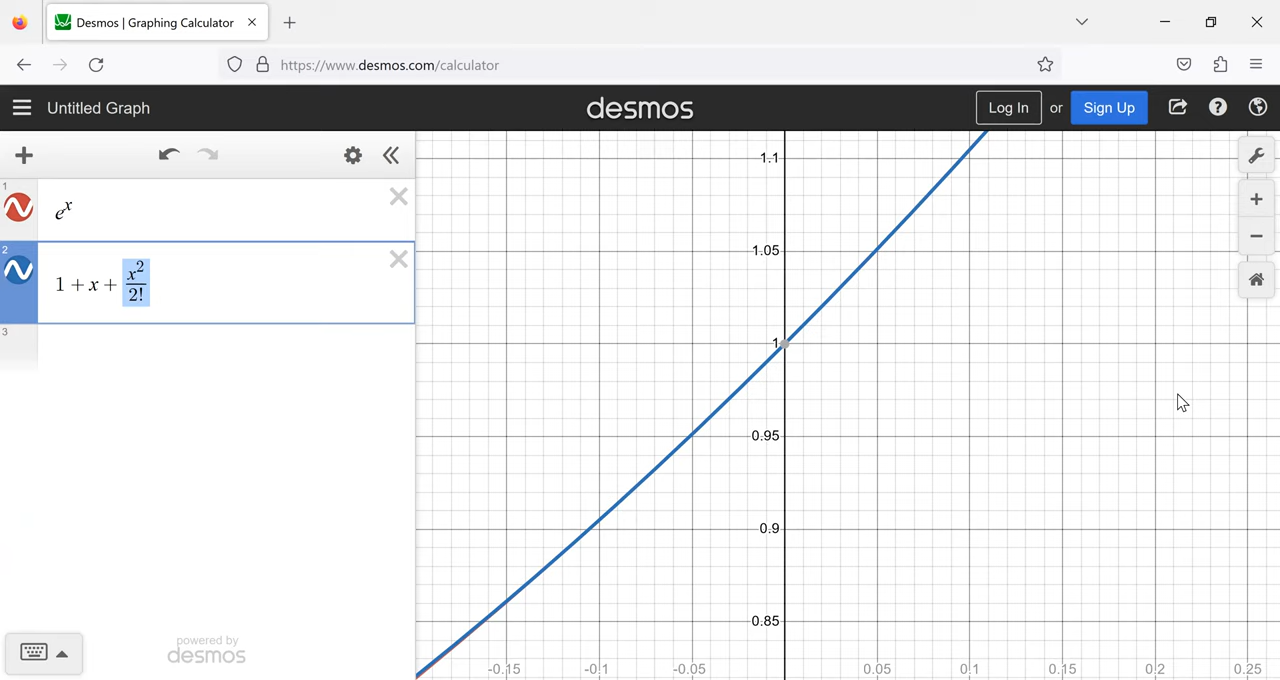 Desmos | Graphing Calculator
https://www.desmos.com/calculator
Untitled Graph
desmos
Log In or Sign Up
1
e^x
2
1 + x + x^2/2!
3
powered by
desmos
1.1
1.05
1
0.95
0.9
0.85
-0.15 -0.1 -0.05 0.05 0.1 0.15 0.2 0.25